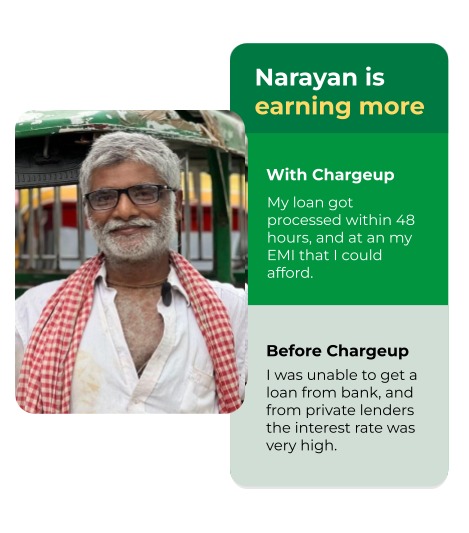 Narayan is
earning more
With Chargeup
My loan got
processed within 48
hours, and at an my
EMI that I could
afford.
Before Chargeup
I was unable to get a
loan from bank, and
from private lenders
the interest rate was
very high.